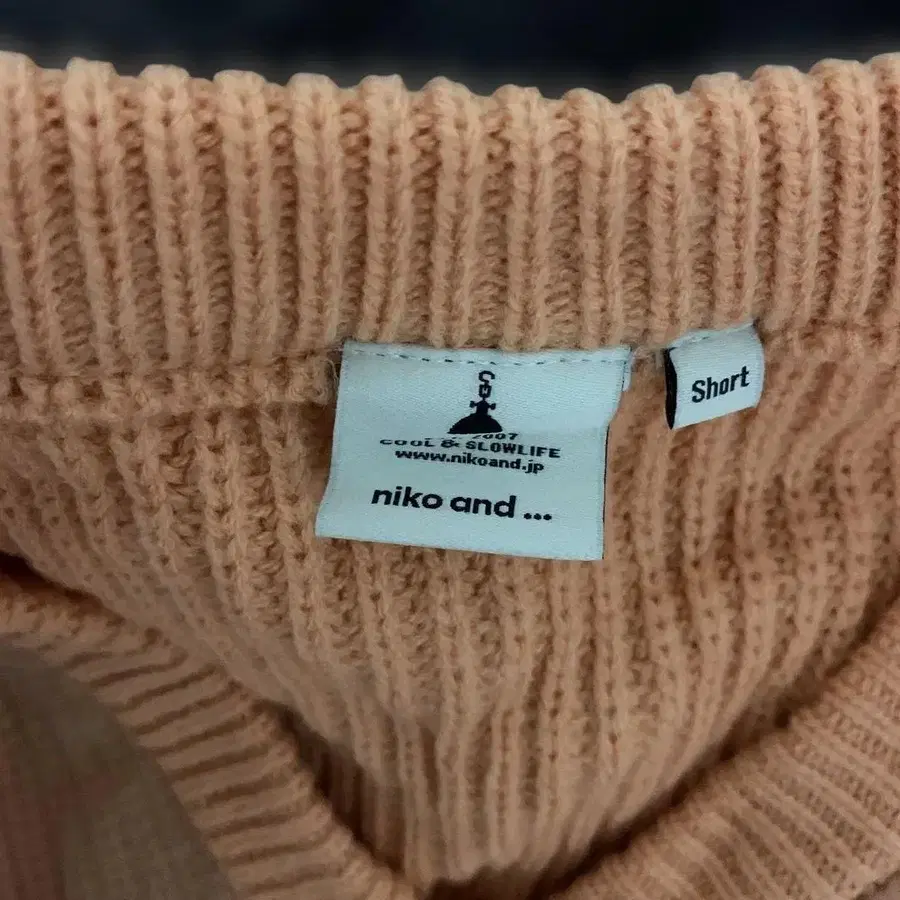 2007
COOL & SLOWLIFE
www.nikoand.jp
niko and ...
Short